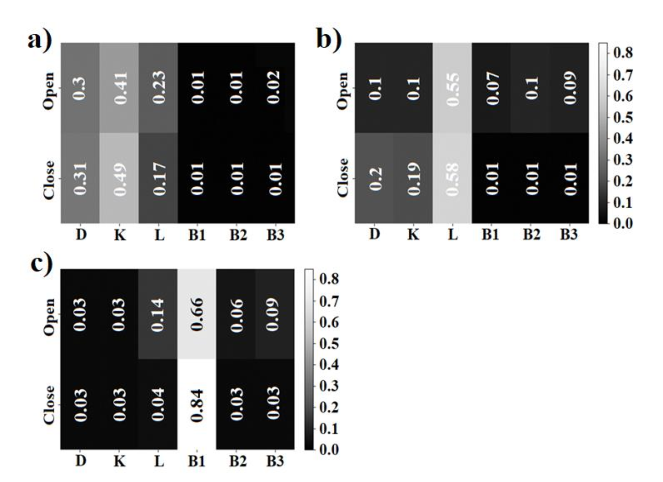 a)
Open 0.3 0.41 0.23 0.01 0.01 0.02
Close 0.31 0.49 0.17 0.01 0.01 0.01
D K L B1 B2 B3
b)
Open 0.1 0.1 0.55 0.07 0.1 0.09
Close 0.2 0.19 0.58 0.01 0.01 0.01
D K L B1 B2 B3
0.8
0.7
0.6
0.5
0.4
0.3
0.2
0.1
0.0
c)
Open 0.03 0.03 0.14 0.66 0.06 0.09
Close 0.03 0.03 0.04 0.84 0.03 0.03
D K L B1 B2 B3
0.8
0.7
0.6
0.5
0.4
0.3
0.2
0.1
0.0